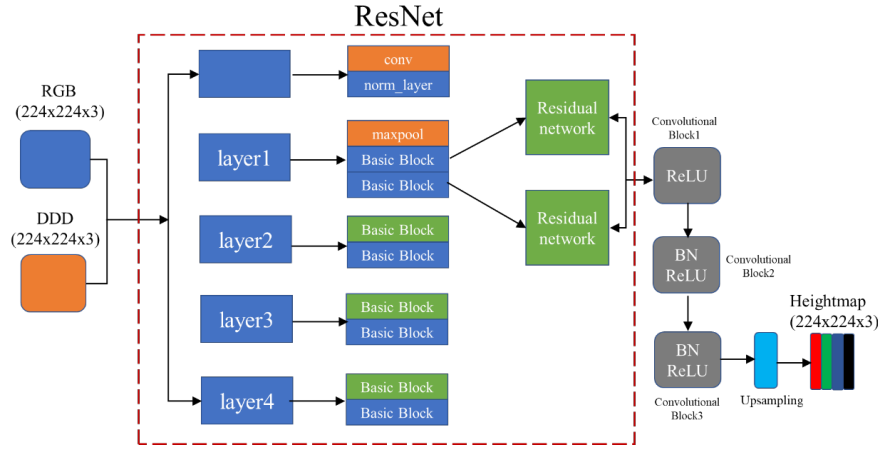 ResNet
RGB
(224x224x3)
DDD
(224x224x3)
conv
norm_layer
layer1
maxpool
Basic Block
Basic Block
layer2
Basic Block
Basic Block
layer3
Basic Block
Basic Block
layer4
Basic Block
Basic Block
Residual
network
Residual
network
Convolutional
Block1
ReLU
BN
ReLU
Convolutional
Block2
BN
ReLU
Convolutional
Block3
Upsampling
Heightmap
(224x224x3)